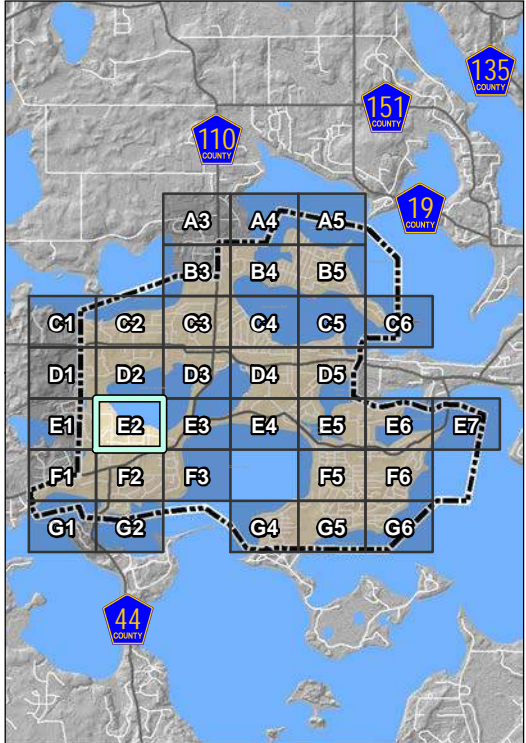 135
COUNTY
151
COUNTY
110
COUNTY
19
COUNTY
A3 A4 A5
B3 B4 B5
C1 C2 C3 C4 C5 C6
D1 D2 D3 D4 D5
E1 E2 E3 E4 E5 E6 E7
F1 F2 F3 F5 F6
G1 G2 G4 G5 G6
44
COUNTY